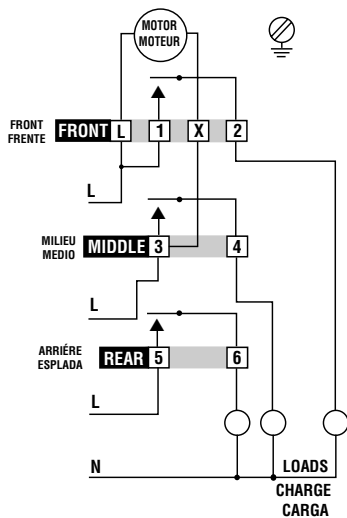 MOTOR
MOTEUR
FRONT
FRENTE
FRONT L 1 X 2
L
MILIEU
MEDIO
MIDDLE 3 4
L
ARRIÉRE
ESPLADA
REAR 5 6
L
N
LOADS
CHARGE
CARGA